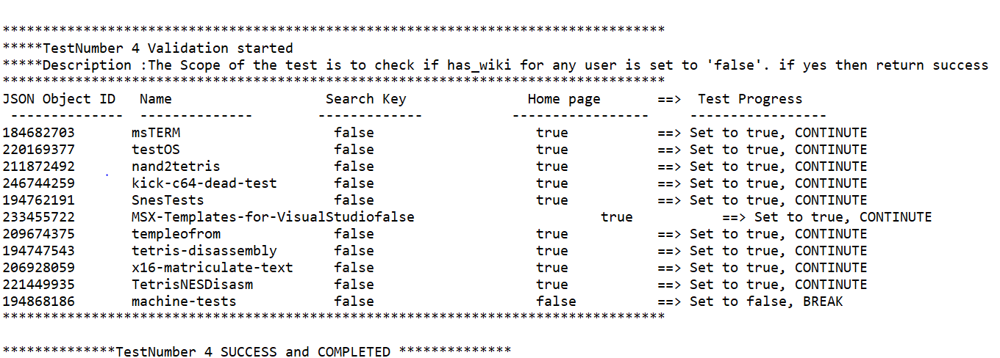 **********************************************************************************
*****TestNumber 4 Validation started
*****Description :The Scope of the test is to check if has_wiki for any user is set to 'false'. if yes then return success
**********************************************************************************
JSON Object ID   Name                   Search Key               Home page       ==>  Test Progress
 --------------  --------------        -------------           -----------------     -----------------
184682703       msTERM                   false                    true           ==> Set to true, CONTINUTE
220169377       testOS                   false                    true           ==> Set to true, CONTINUTE
211872492       nand2tetris              false                    true           ==> Set to true, CONTINUTE
246744259       kick-c64-dead-test       false                    true           ==> Set to true, CONTINUTE
194762191       SnesTests                false                    true           ==> Set to true, CONTINUTE
233455722       MSX-Templates-for-VisualStudiofalse                       true           ==> Set to true, CONTINUTE
209674375       templeofrom              false                    true           ==> Set to true, CONTINUTE
194747543       tetris-disassembly       false                    true           ==> Set to true, CONTINUTE
206928059       x16-matriculate-text     false                    true           ==> Set to true, CONTINUTE
221449935       TetrisNESDisasm          false                    true           ==> Set to true, CONTINUTE
194868186       machine-tests            false                    false          ==> Set to false, BREAK
**********************************************************************************
**************TestNumber 4 SUCCESS and COMPLETED **************